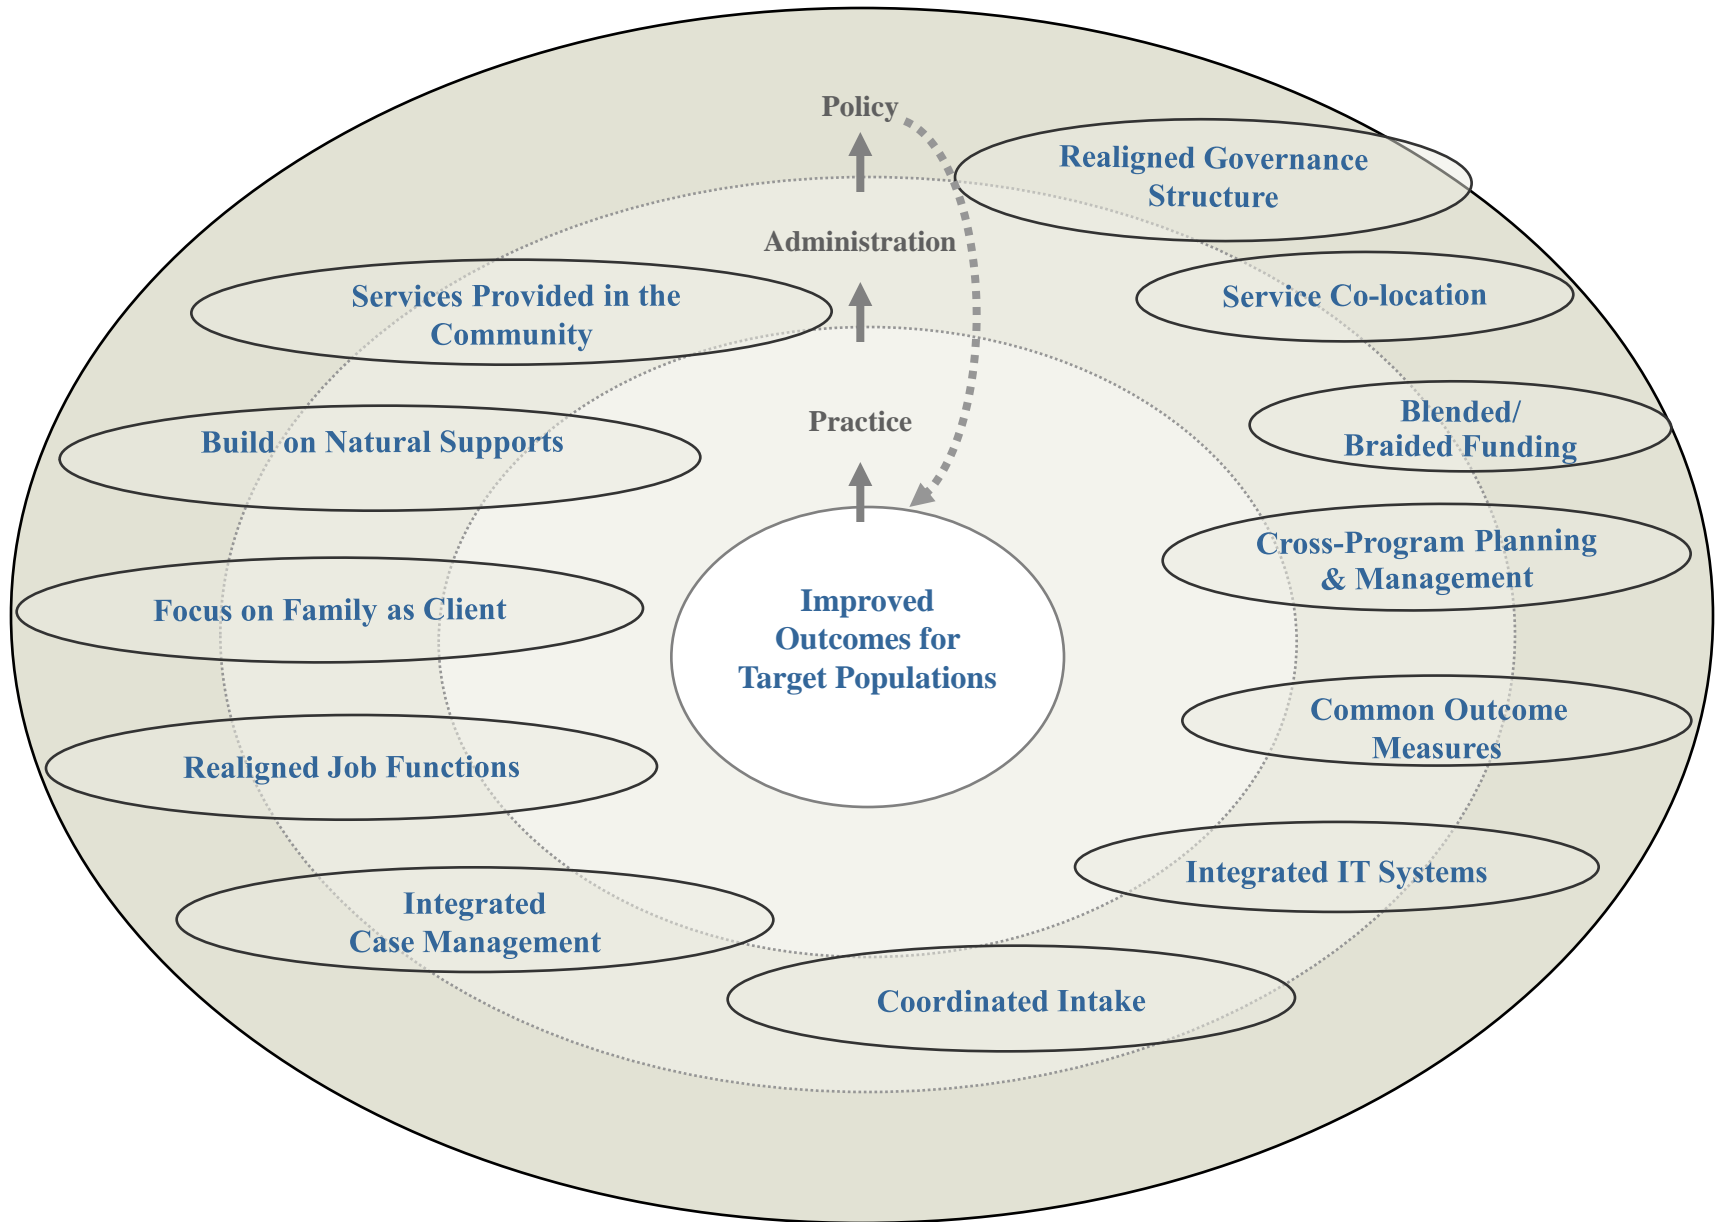 Policy
Realigned Governance
Structure
Administration
Services Provided in the
Community
Service Co-location
Practice
Blended/
Braided Funding
Build on Natural Supports
Cross-Program Planning
& Management
Focus on Family as Client
Improved
Outcomes for
Target Populations
Common Outcome
Measures
Realigned Job Functions
Integrated IT Systems
Integrated
Case Management
Coordinated Intake